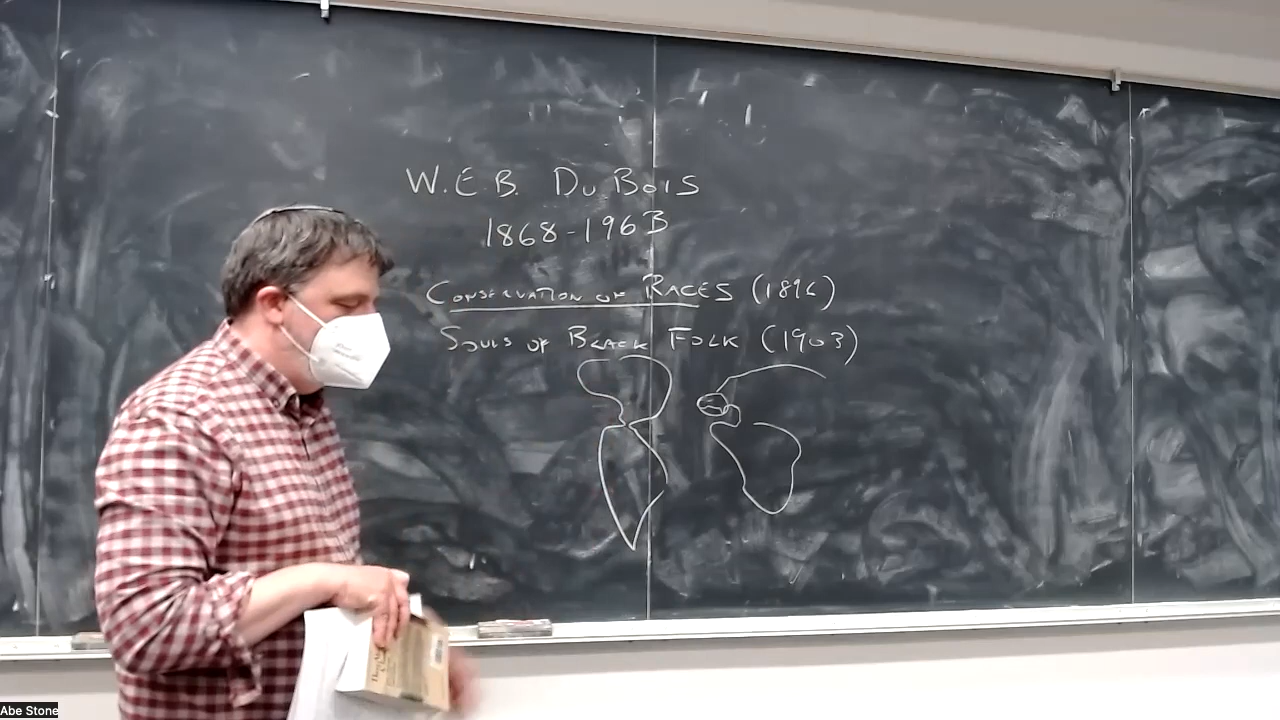 W.E.B. Du Bois
1868-1963
Conservation of Races (1896)
Souls of Black Folk (1903)
Abe Stone